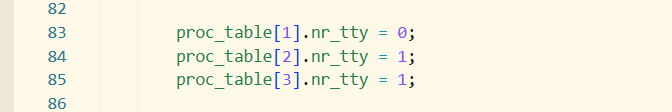 82
83 proc_table[1].nr_tty = 0;
84 proc_table[2].nr_tty = 1;
85 proc_table[3].nr_tty = 1;
86